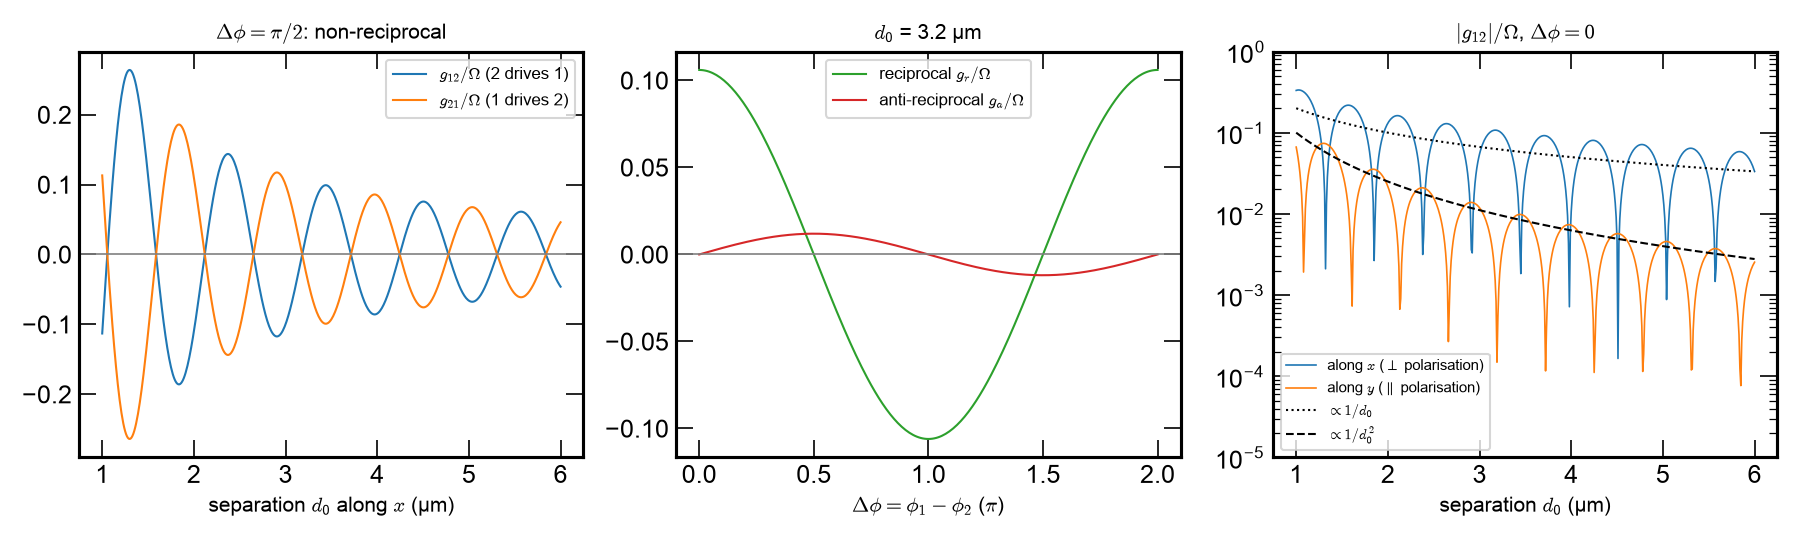 Δϕ = π/2: non-reciprocal
g₁₂/Ω (2 drives 1)
g₂₁/Ω (1 drives 2)
0.2
0.1
0.0
−0.1
−0.2
1 2 3 4 5 6
separation d₀ along x (µm)
d₀ = 3.2 µm
reciprocal gᵣ/Ω
anti-reciprocal gₐ/Ω
0.10
0.05
0.00
−0.05
−0.10
0.0 0.5 1.0 1.5 2.0
Δϕ = ϕ₁ − ϕ₂ (π)
|g₁₂|/Ω, Δϕ = 0
10⁰
10⁻¹
10⁻²
10⁻³
10⁻⁴
10⁻⁵
along x (⊥ polarisation)
along y (∥ polarisation)
∝ 1/d₀
∝ 1/d₀²
1 2 3 4 5 6
separation d₀ (µm)